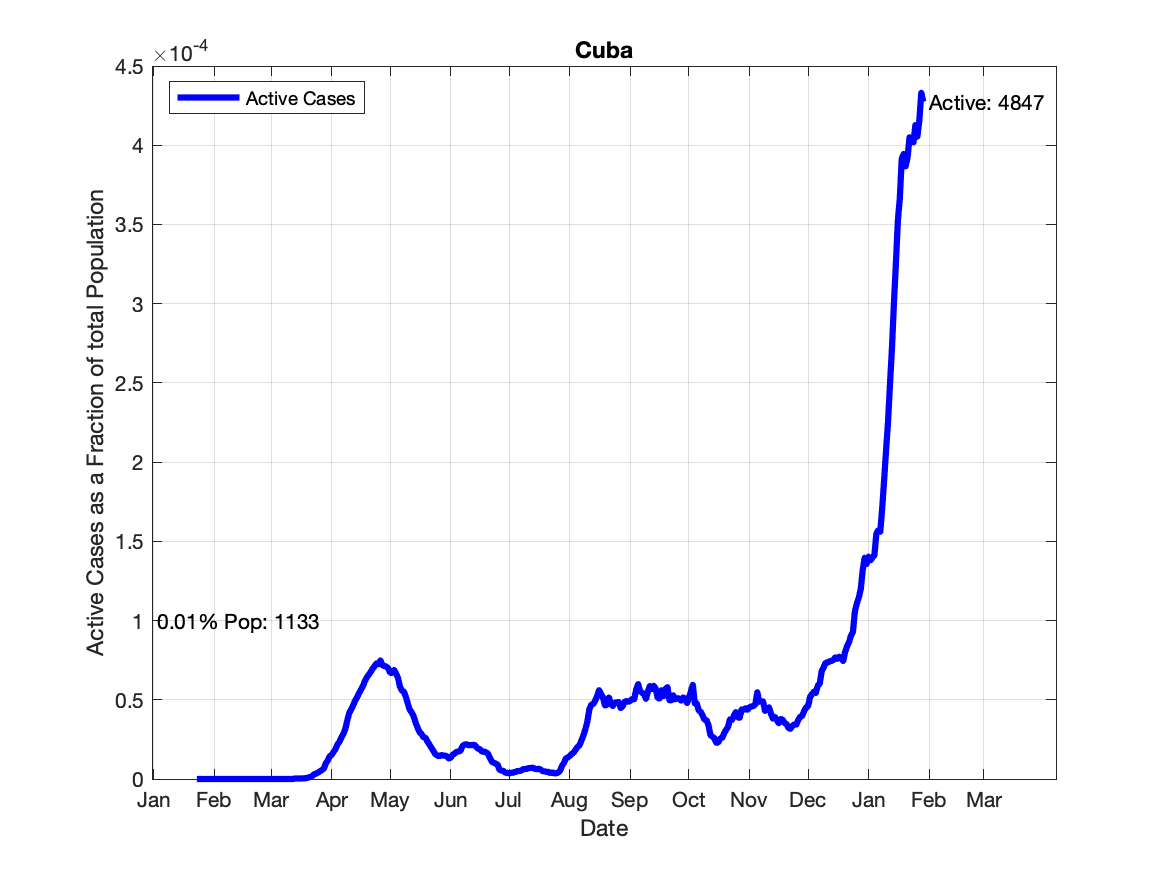 Cuba
×10-4
4.5
4
3.5
3
2.5
2
1.5
1
0.5
0
Active Cases as a Fraction of total Population
Active Cases
Active: 4847
0.01% Pop: 1133
Jan Feb Mar Apr May Jun Jul Aug Sep Oct Nov Dec Jan Feb Mar
Date